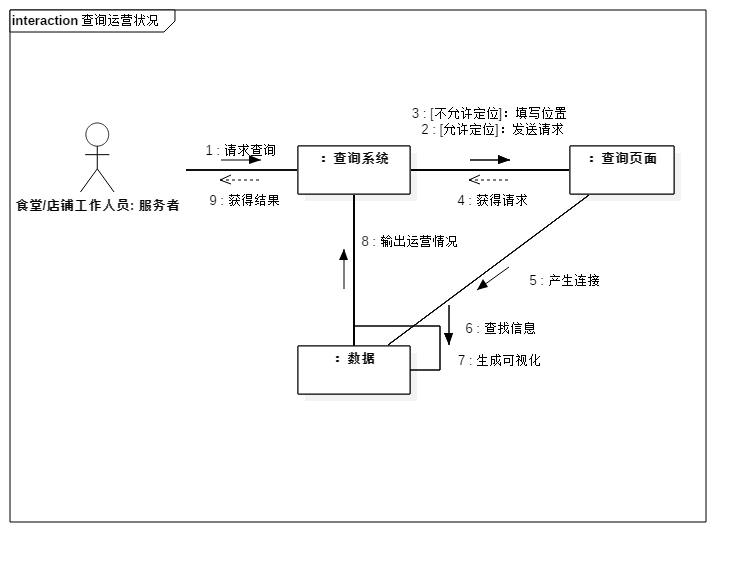 interaction 查询运营状况
3 : [不允许定位]：填写位置
2 : [允许定位]：发送请求
1 : 请求查询
：查询系统
：查询页面
9 : 获得结果
4 : 获得请求
食堂/店铺工作人员: 服务者
8 : 输出运营情况
5 : 产生连接
6 : 查找信息
：数据
7 : 生成可视化